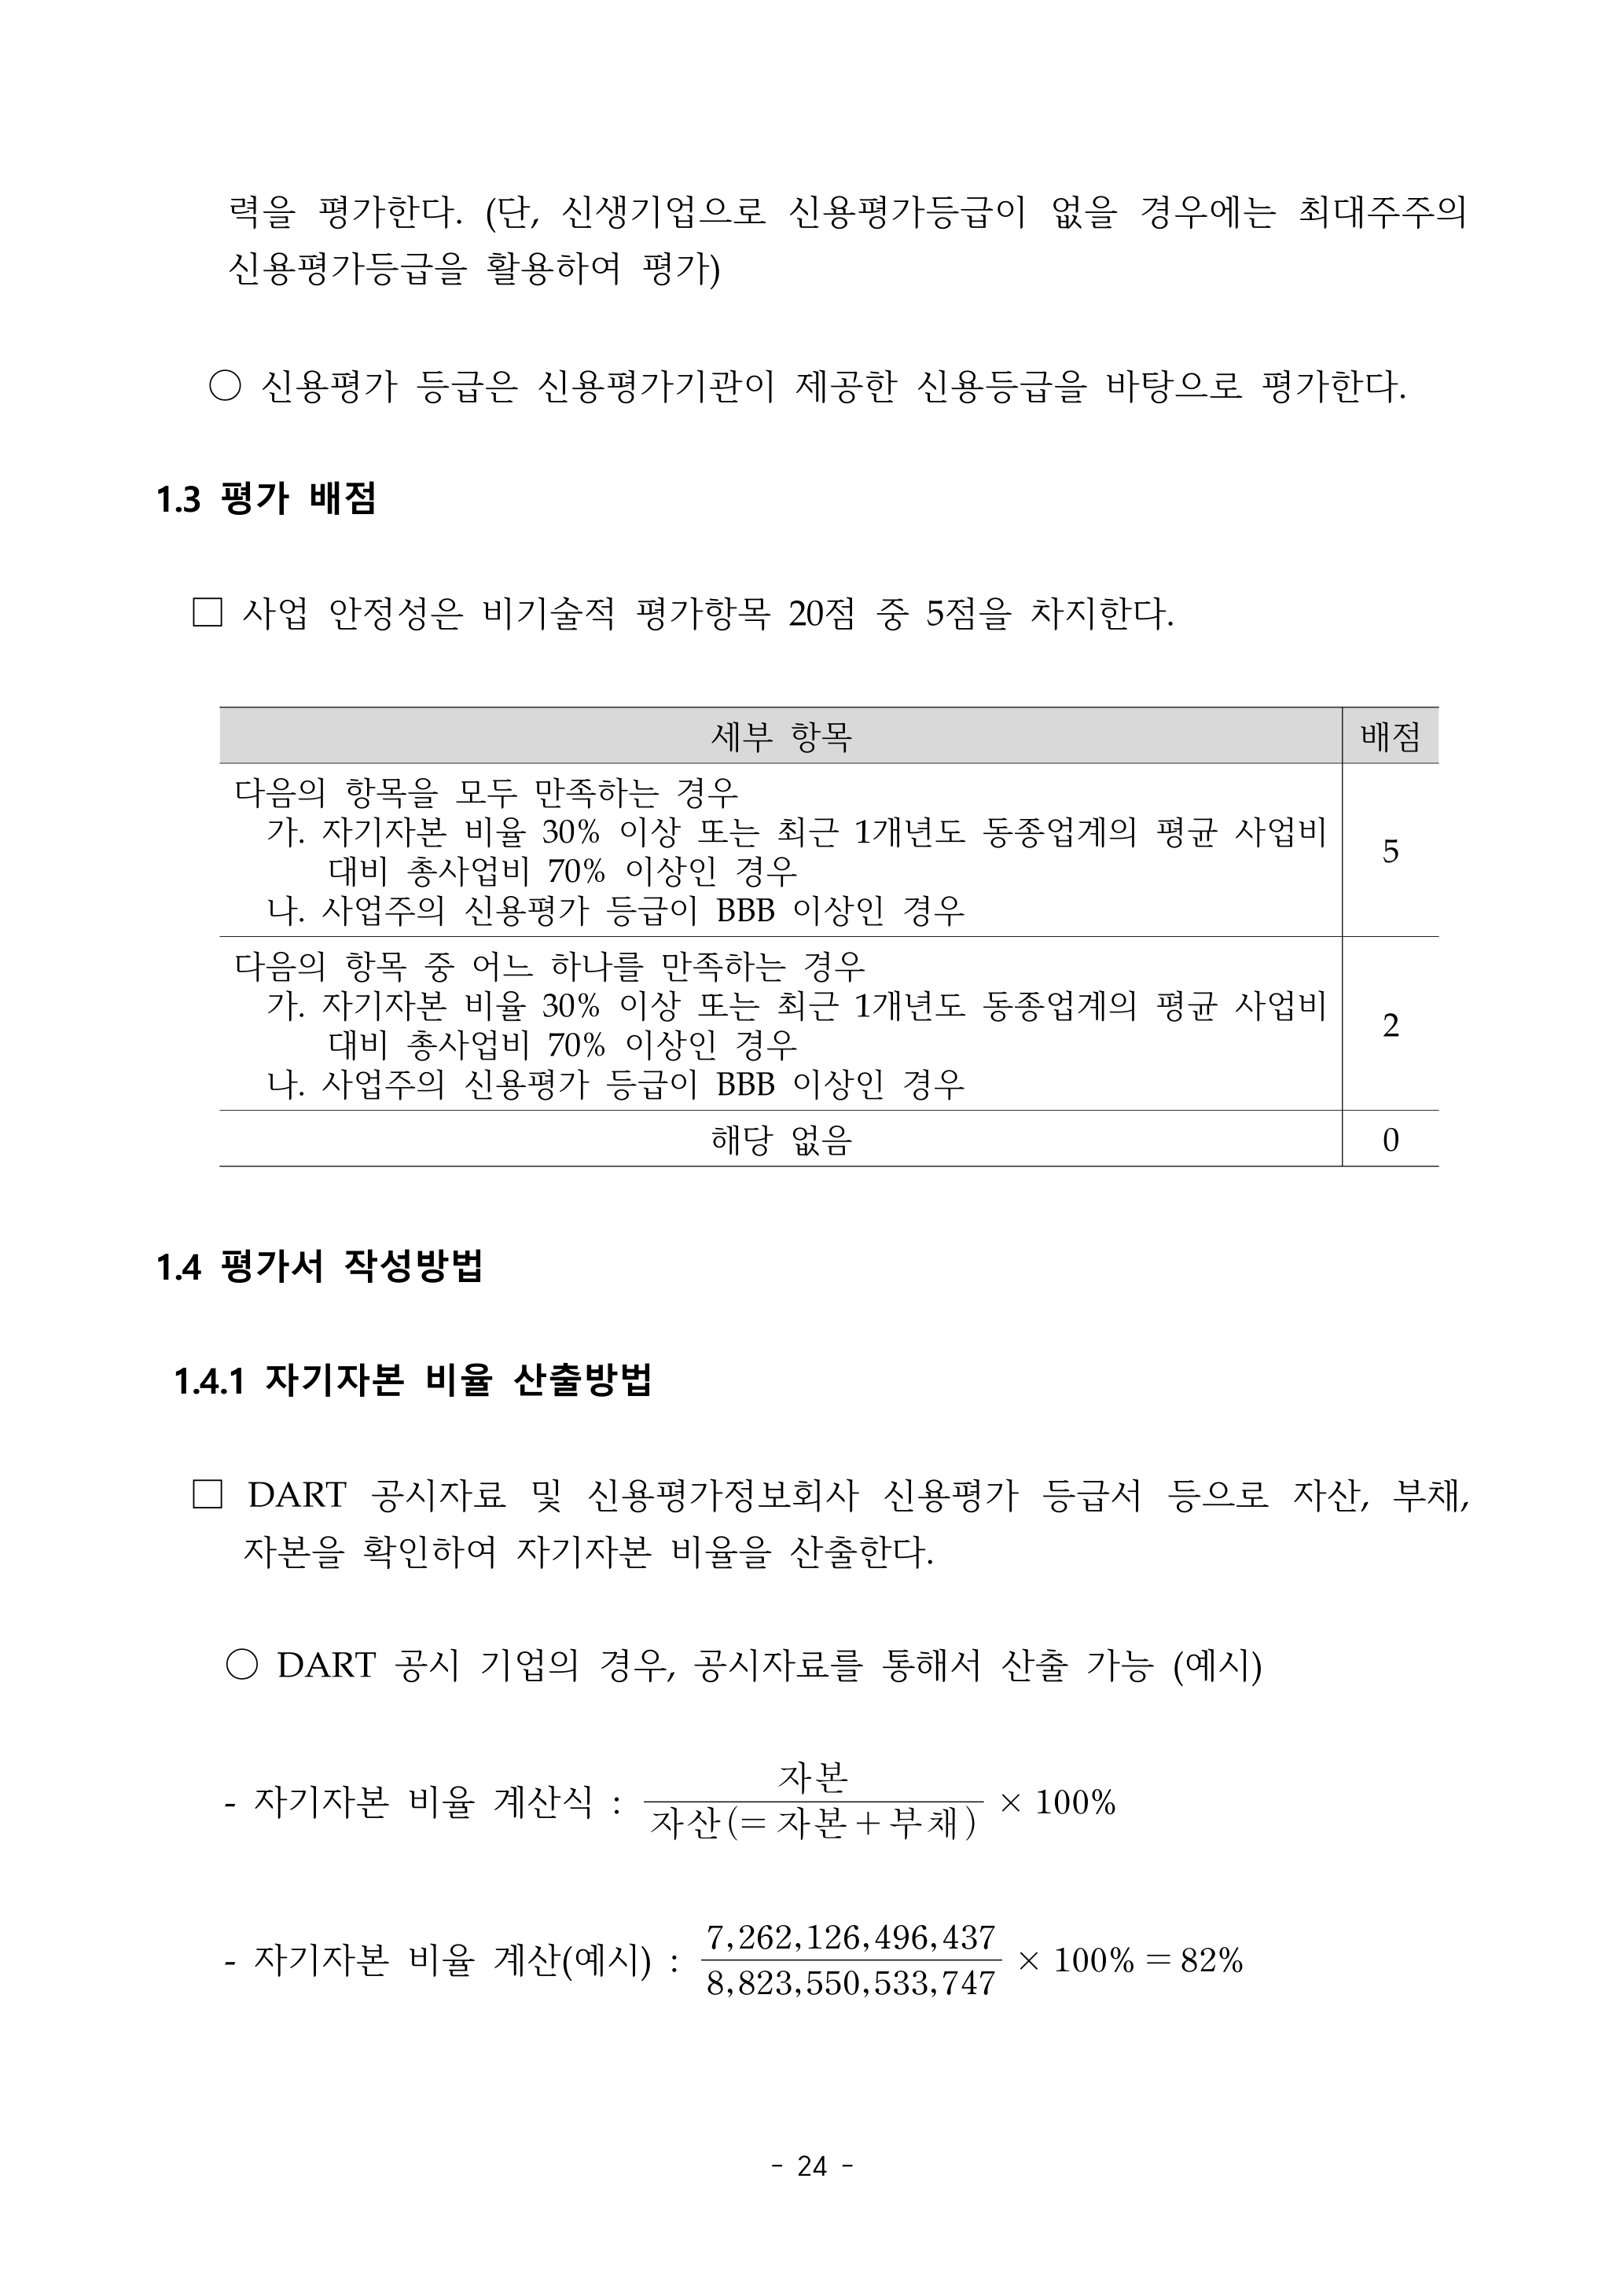 력을 평가한다. (단, 신생기업으로 신용평가등급이 없을 경우에는 최대주주의
신용평가등급을 활용하여 평가)
○ 신용평가 등급은 신용평가기관이 제공한 신용등급을 바탕으로 평가한다.
1.3 평가 배점
□ 사업 안정성은 비기술적 평가항목 20점 중 5점을 차지한다.
세부 항목 배점
다음의 항목을 모두 만족하는 경우
가. 자기자본 비율 30% 이상 또는 최근 1개년도 동종업계의 평균 사업비
대비 총사업비 70% 이상인 경우
나. 사업주의 신용평가 등급이 BBB 이상인 경우
5
다음의 항목 중 어느 하나를 만족하는 경우
가. 자기자본 비율 30% 이상 또는 최근 1개년도 동종업계의 평균 사업비
대비 총사업비 70% 이상인 경우
나. 사업주의 신용평가 등급이 BBB 이상인 경우
2
해당 없음 0
1.4 평가서 작성방법
1.4.1 자기자본 비율 산출방법
□ DART 공시자료 및 신용평가정보회사 신용평가 등급서 등으로 자산, 부채,
자본을 확인하여 자기자본 비율을 산출한다.
○ DART 공시 기업의 경우, 공시자료를 통해서 산출 가능 (예시)
자본
- 자기자본 비율 계산식 : × 100%
자산(= 자본 + 부채)
7,262,126,496,437
- 자기자본 비율 계산(예시) : × 100% = 82%
8,823,550,533,747
- 24 -